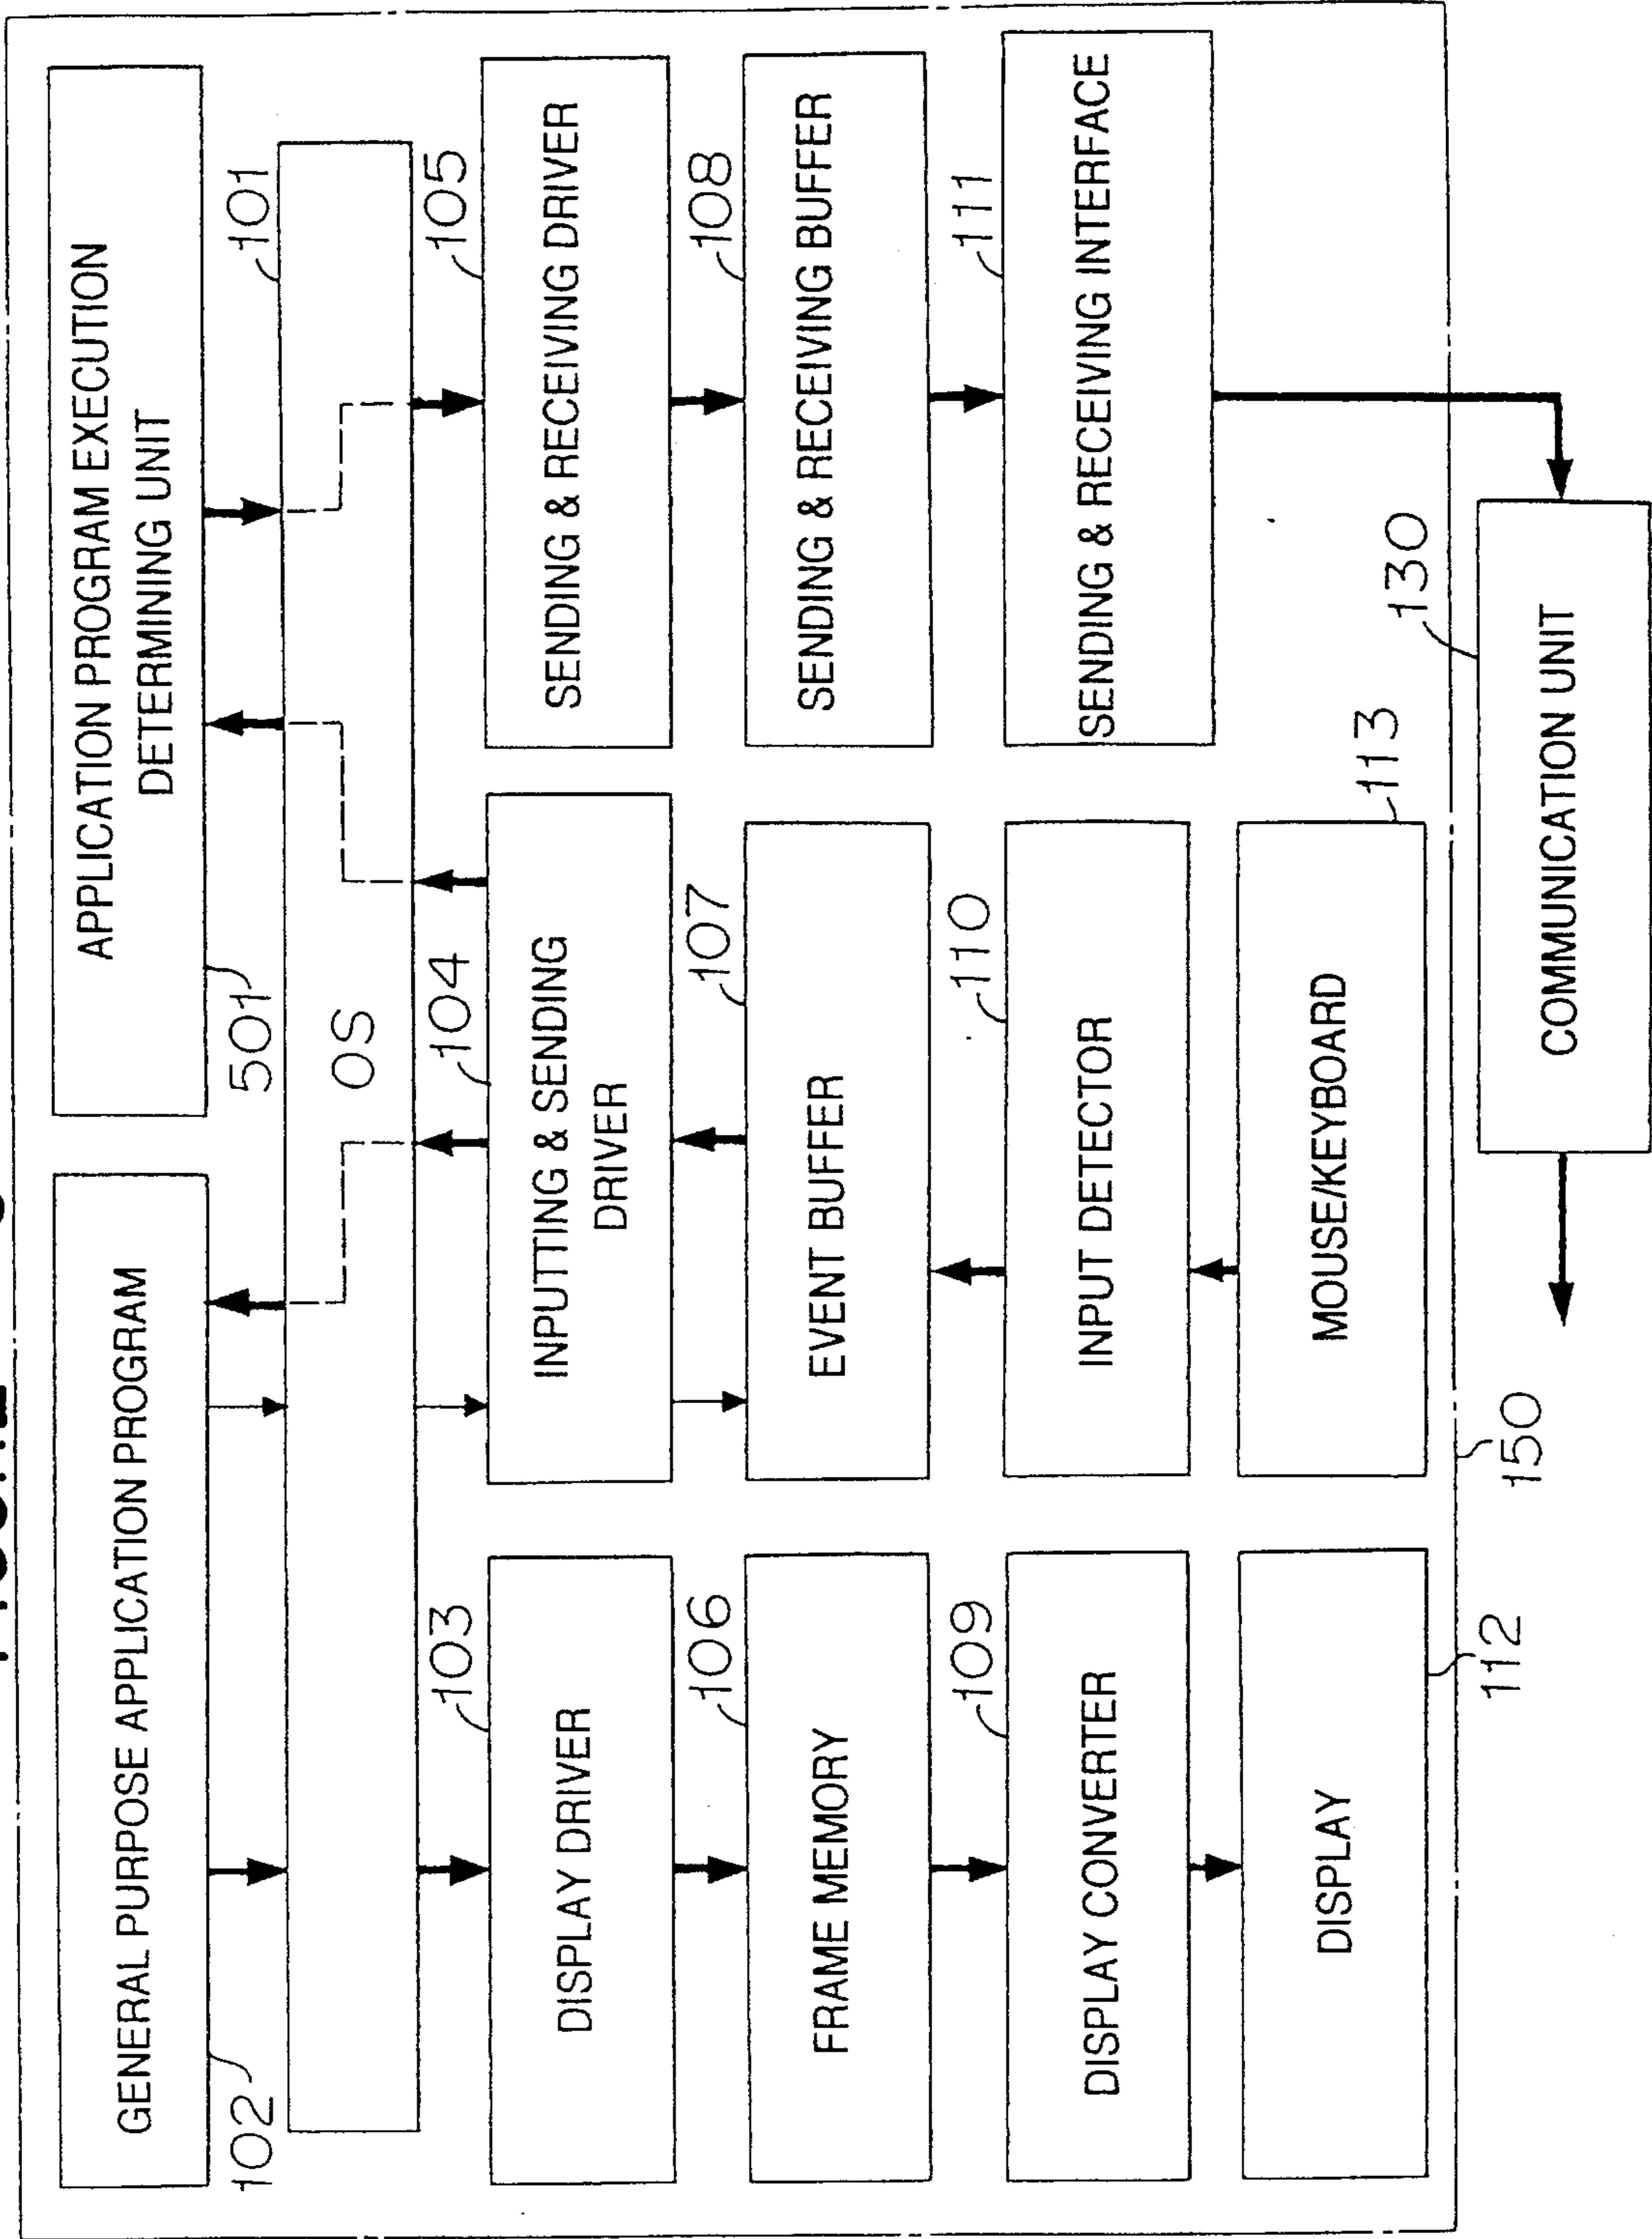 GENERAL PURPOSE APPLICATION PROGRAM
102
APPLICATION PROGRAM EXECUTION
DETERMINING UNIT
501
101
OS
103
DISPLAY DRIVER
104
INPUTTING & SENDING
DRIVER
105
SENDING & RECEIVING DRIVER
106
FRAME MEMORY
107
EVENT BUFFER
108
SENDING & RECEIVING BUFFER
109
DISPLAY CONVERTER
110
INPUT DETECTOR
111
SENDING & RECEIVING INTERFACE
DISPLAY
112
MOUSE/KEYBOARD
113
150
130
COMMUNICATION UNIT